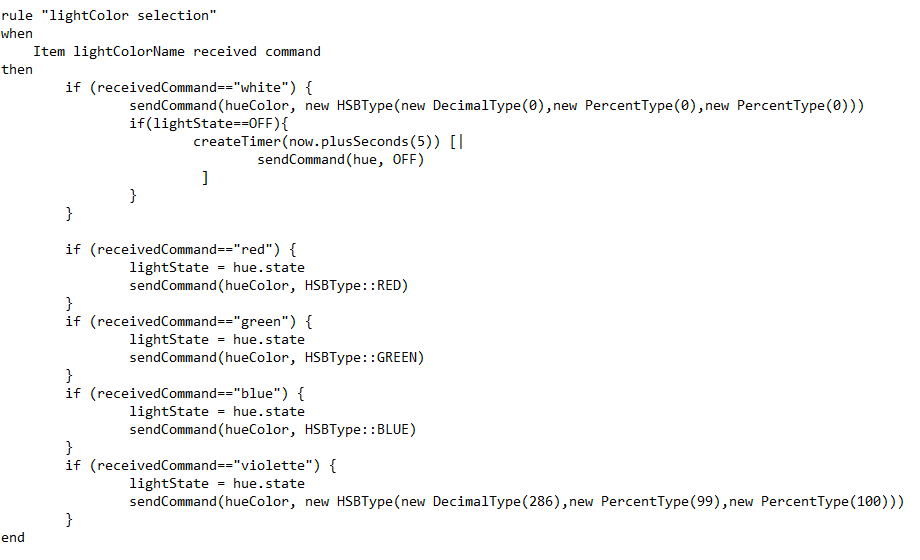 rule "lightColor selection"
when
    Item lightColorName received command
then
        if (receivedCommand=="white") {
                sendCommand(hueColor, new HSBType(new DecimalType(0),new PercentType(0),new PercentType(0)))
                if(lightState==OFF){
                        createTimer(now.plusSeconds(5)) [|
                                sendCommand(hue, OFF)
                         ]
                }
        }

        if (receivedCommand=="red") {
                lightState = hue.state
                sendCommand(hueColor, HSBType::RED)
        }
        if (receivedCommand=="green") {
                lightState = hue.state
                sendCommand(hueColor, HSBType::GREEN)
        }
        if (receivedCommand=="blue") {
                lightState = hue.state
                sendCommand(hueColor, HSBType::BLUE)
        }
        if (receivedCommand=="violette") {
                lightState = hue.state
                sendCommand(hueColor, new HSBType(new DecimalType(286),new PercentType(99),new PercentType(100)))
        }
end